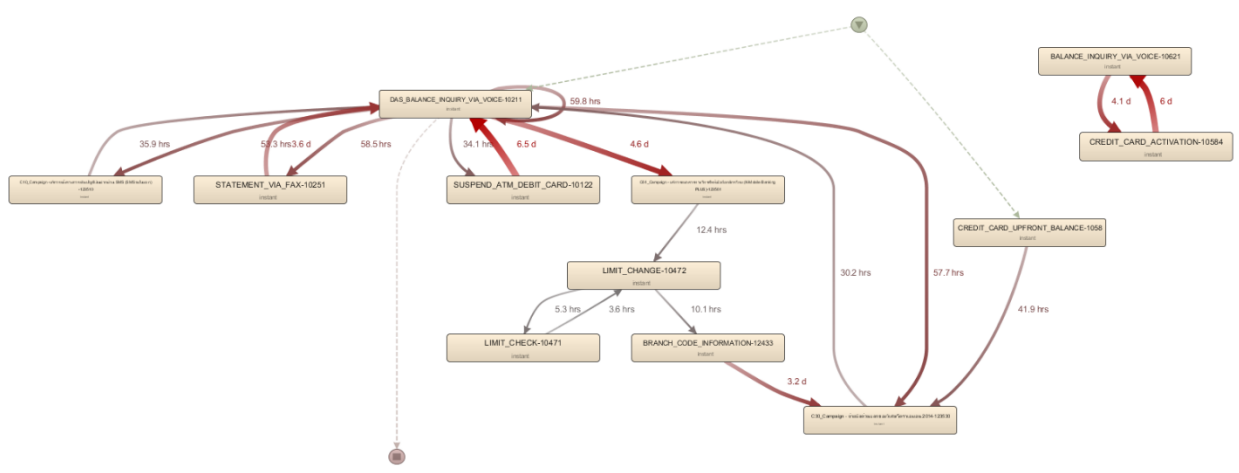 BALANCE_INQUIRY_VIA_VOICE-10621
instant
DAS_BALANCE_INQUIRY_VIA_VOICE-10211
instant
59.8 hrs
4.1 d
6 d
35.9 hrs
53.3 hrs
3.6 d
58.5 hrs
34.1 hrs
6.5 d
4.6 d
CREDIT_CARD_ACTIVATION-10584
instant
STATEMENT_VIA_FAX-10251
instant
SUSPEND_ATM_DEBIT_CARD-10122
instant
12.4 hrs
CREDIT_CARD_UPFRONT_BALANCE-1058
instant
LIMIT_CHANGE-10472
instant
30.2 hrs
57.7 hrs
5.3 hrs
3.6 hrs
10.1 hrs
41.9 hrs
LIMIT_CHECK-10471
instant
BRANCH_CODE_INFORMATION-12433
instant
3.2 d